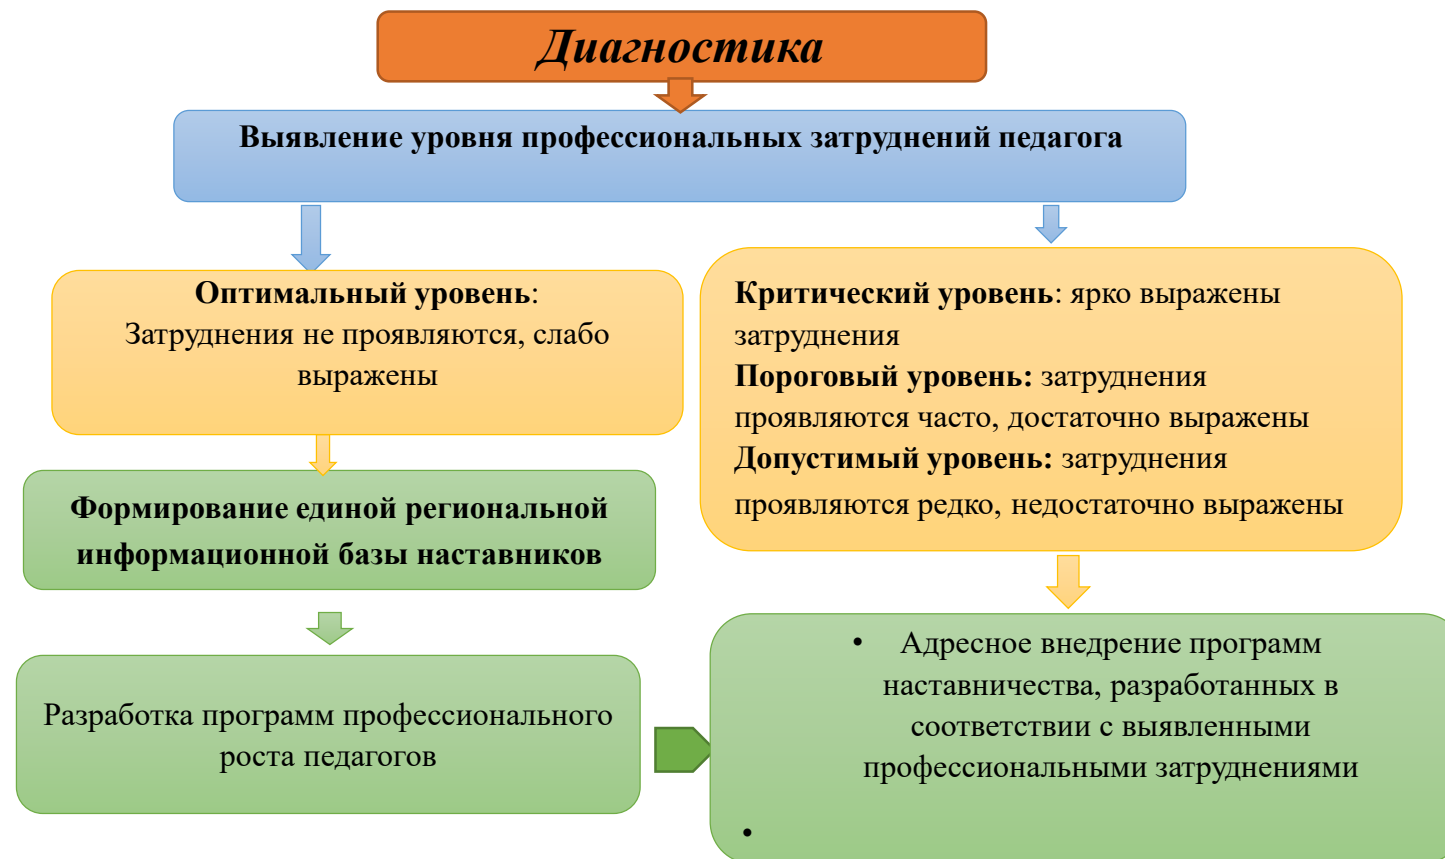 Диагностика
Выявление уровня профессиональных затруднений педагога
Оптимальный уровень:
Затруднения не проявляются, слабо
выражены
Критический уровень: ярко выражены
затруднения
Пороговый уровень: затруднения
проявляются часто, достаточно выражены
Допустимый уровень: затруднения
проявляются редко, недостаточно выражены
Формирование единой региональной
информационной базы наставников
Разработка программ профессионального
роста педагогов
• Адресное внедрение программ
наставничества, разработанных в
соответствии с выявленными
профессиональными затруднениями
•